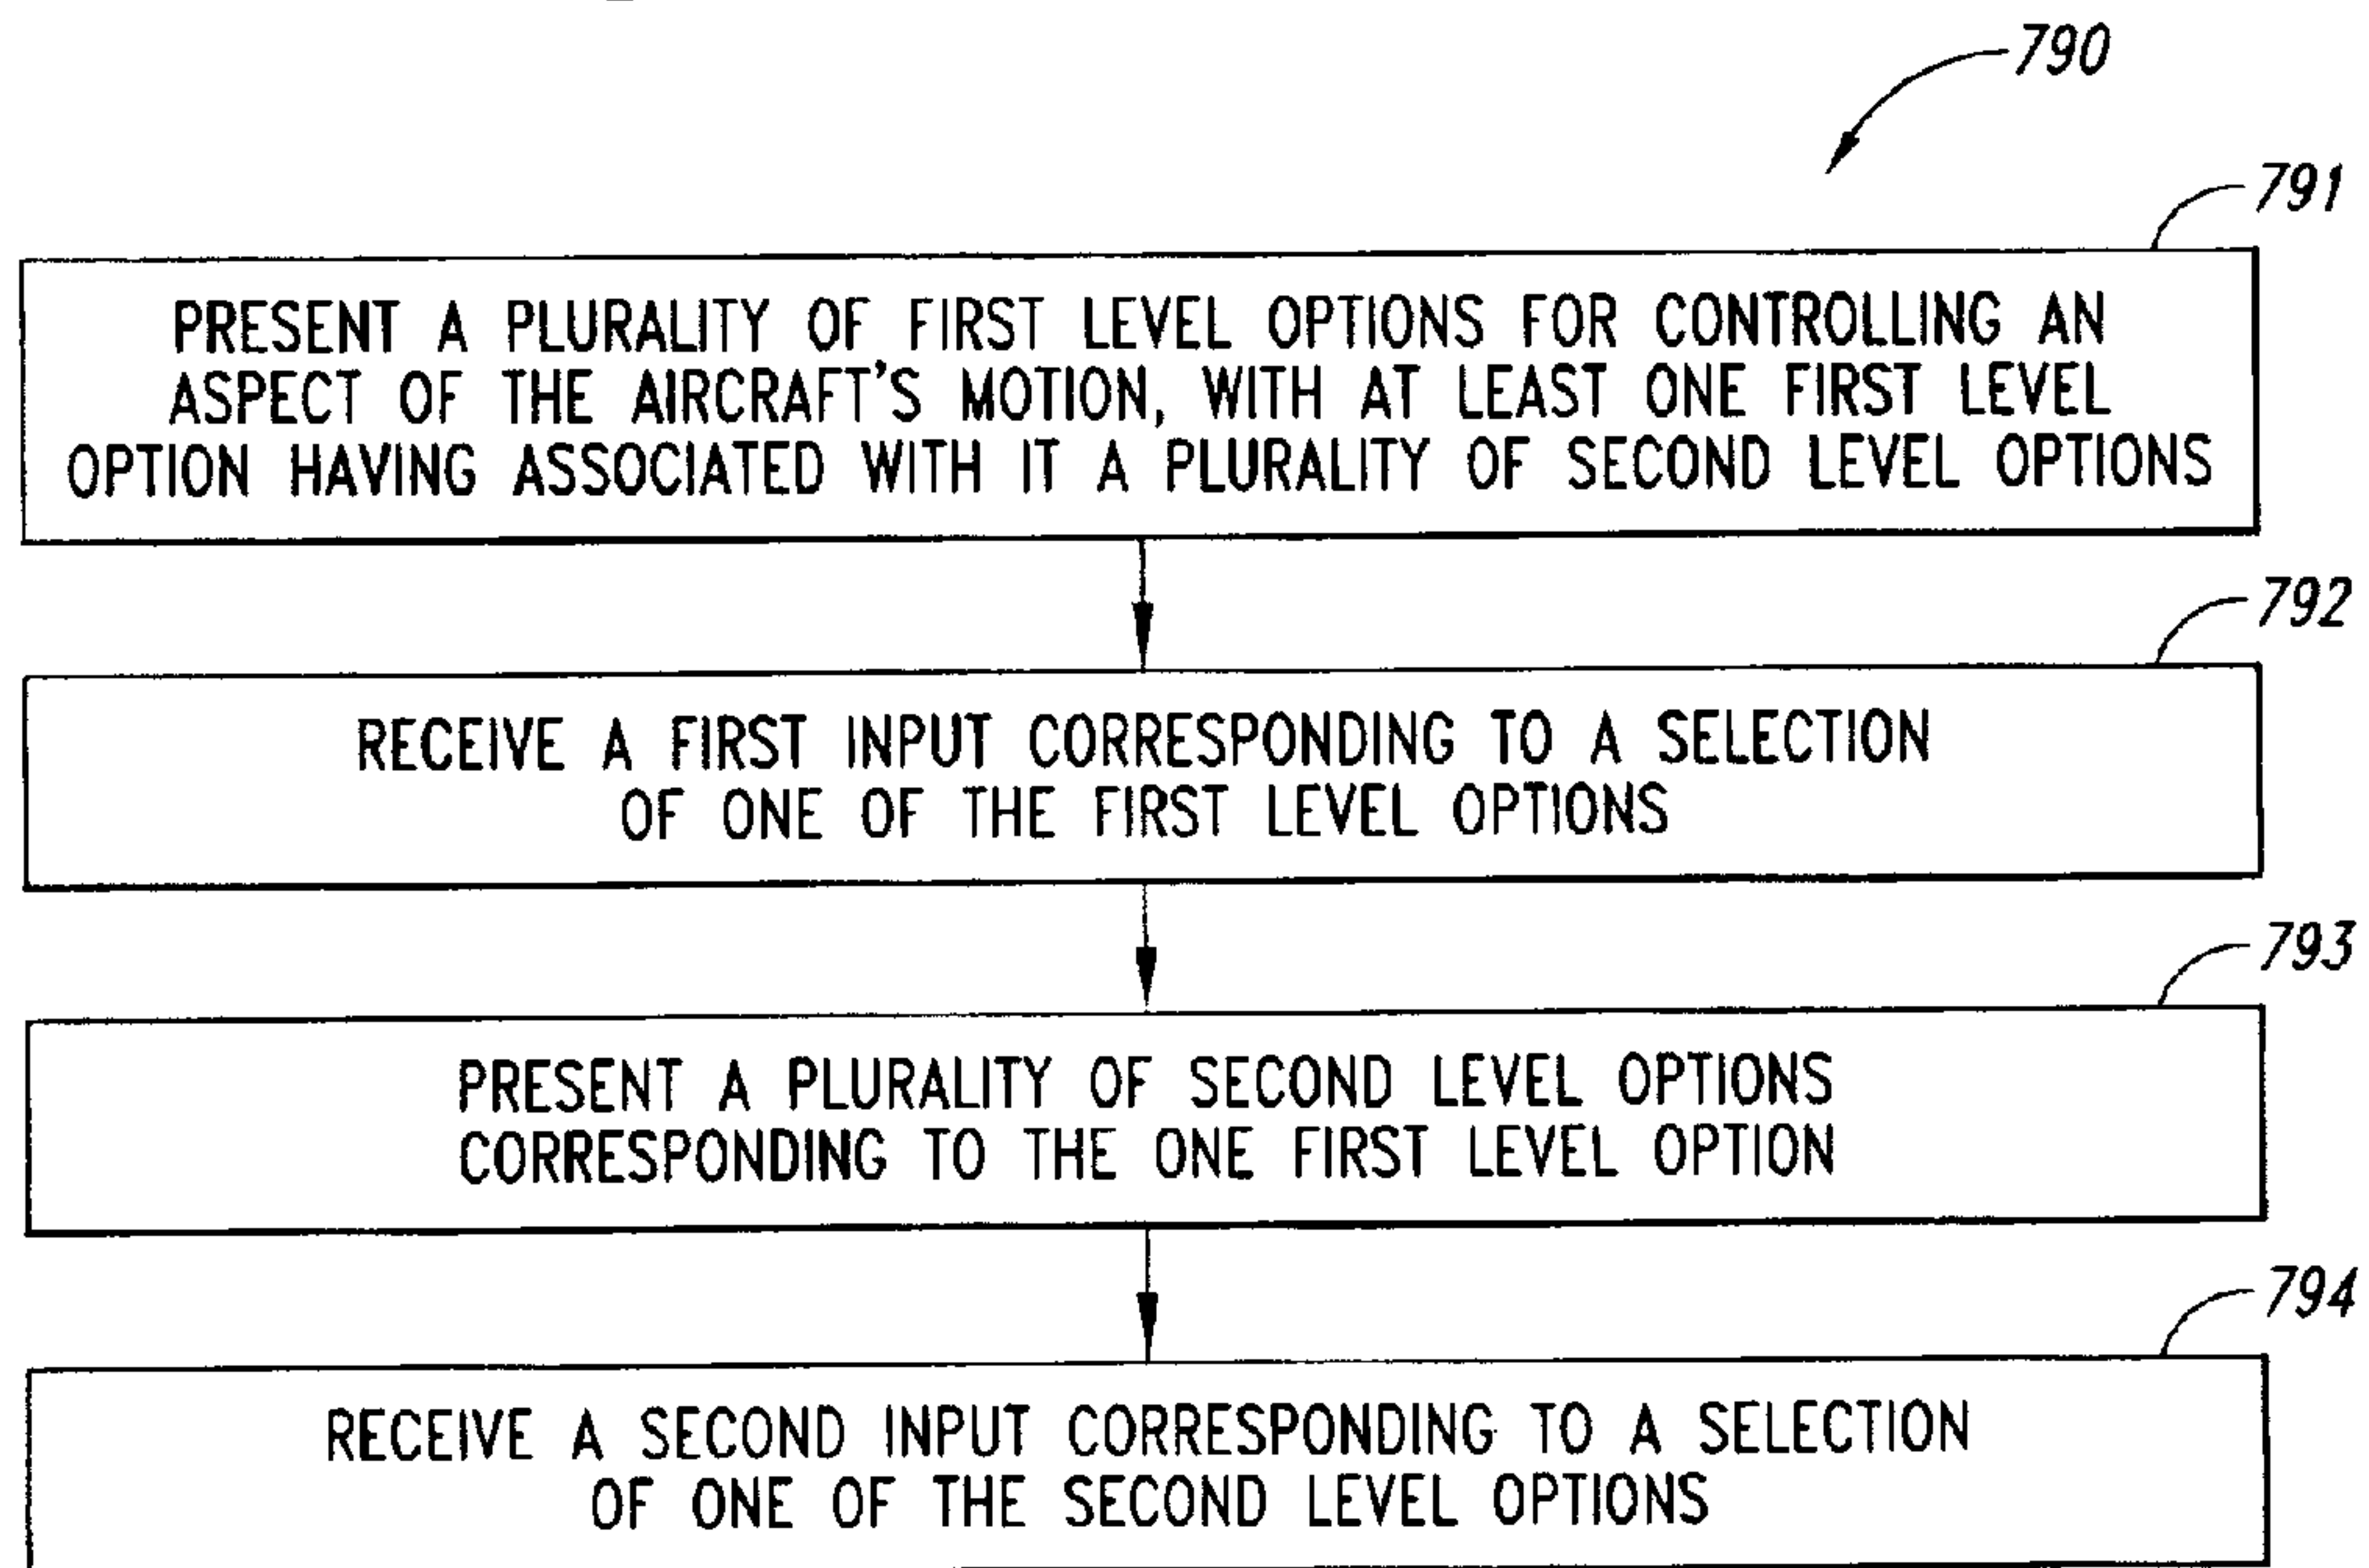 790
791
PRESENT A PLURALITY OF FIRST LEVEL OPTIONS FOR CONTROLLING AN
ASPECT OF THE AIRCRAFT'S MOTION, WITH AT LEAST ONE FIRST LEVEL
OPTION HAVING ASSOCIATED WITH IT A PLURALITY OF SECOND LEVEL OPTIONS
792
RECEIVE A FIRST INPUT CORRESPONDING TO A SELECTION
OF ONE OF THE FIRST LEVEL OPTIONS
793
PRESENT A PLURALITY OF SECOND LEVEL OPTIONS
CORRESPONDING TO THE ONE FIRST LEVEL OPTION
794
RECEIVE A SECOND INPUT CORRESPONDING TO A SELECTION
OF ONE OF THE SECOND LEVEL OPTIONS